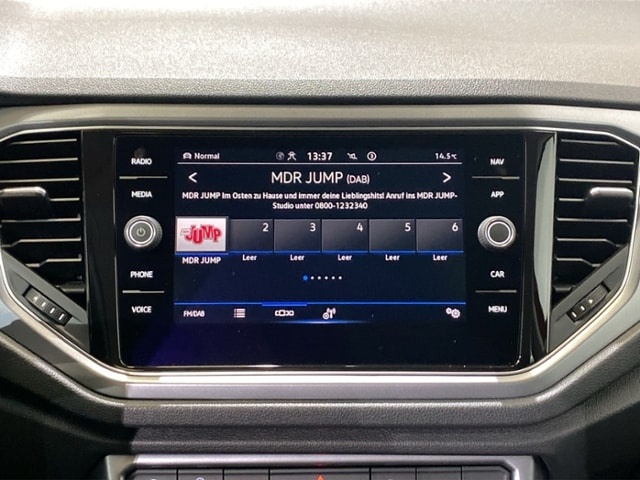 RADIO
MEDIA
PHONE
VOICE
Normal 13:37 14.5°C
< MDR JUMP (DAB) >
MDR JUMP Im Osten zu Hause und immer deine Lieblingshits! Anruf ins MDR JUMP-
Studio unter 0800-1232340
JUMP 2 3 4 5 6
MDR JUMP Leer Leer Leer Leer Leer
FM/DAB
NAV
APP
CAR
MENU